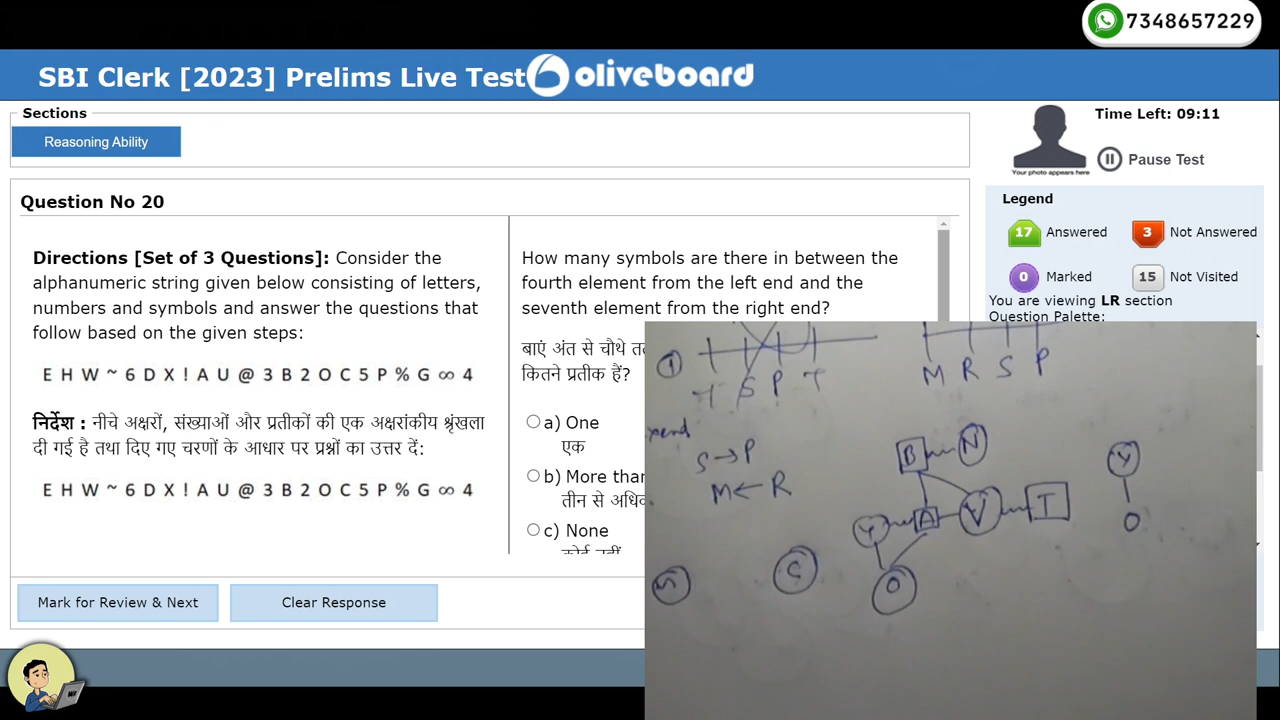 7348657229
SBI Clerk [2023] Prelims Live Test oliveboard
Sections
Reasoning Ability
Time Left: 09:11
Pause Test
Your photo appears here
Question No 20
Legend
17 Answered
3 Not Answered
0 Marked
15 Not Visited
You are viewing LR section
Question Palette:
Directions [Set of 3 Questions]: Consider the
alphanumeric string given below consisting of letters,
numbers and symbols and answer the questions that
follow based on the given steps:
E H W ~ 6 D X ! A U @ 3 B 2 O C 5 P % G ∞ 4
निर्देश : नीचे अक्षरों, संख्याओं और प्रतीकों की एक अक्षरांकीय श्रृंखला
दी गई है तथा दिए गए चरणों के आधार पर प्रश्नों का उत्तर दें:
E H W ~ 6 D X ! A U @ 3 B 2 O C 5 P % G ∞ 4
How many symbols are there in between the
fourth element from the left end and the
seventh element from the right end?
बाएं अंत से चौथे
कितने प्रतीक हैं?
a) One
एक
b) More than
तीन से
c) None
Mark for Review & Next
Clear Response
1
S P T
M R S P
S → P
M ← R
B N
Y A V T
O
Y
O